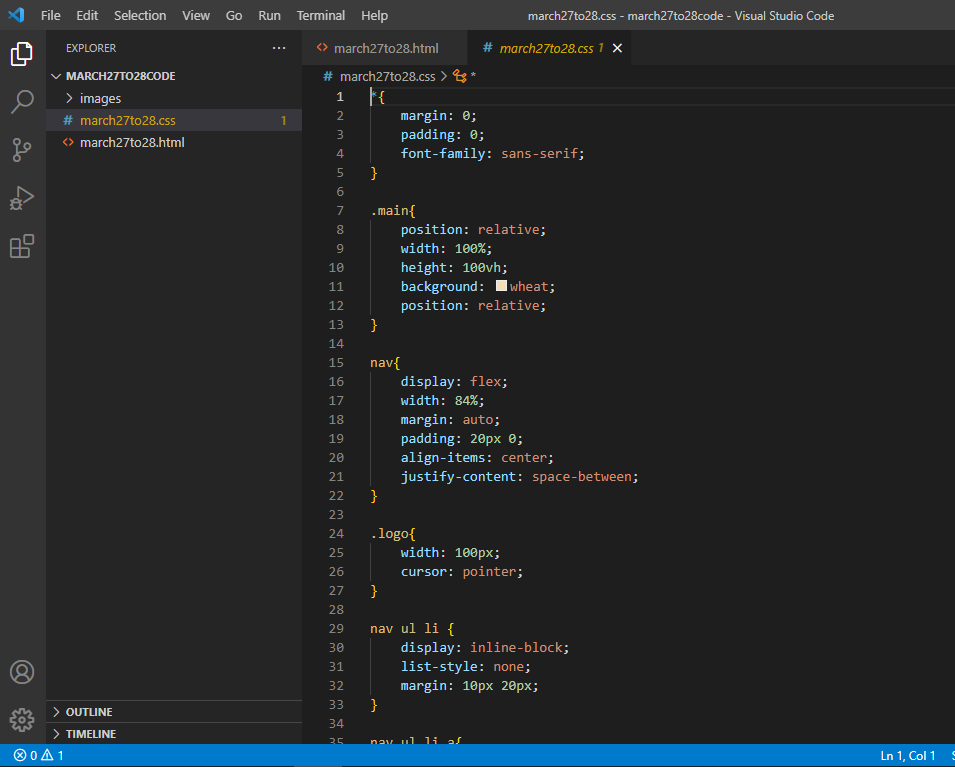 File Edit Selection View Go Run Terminal Help march27to28.css - march27to28code - Visual Studio Code
EXPLORER ···
MARCH27TO28CODE
images
# march27to28.css 1
<> march27to28.html
OUTLINE
TIMELINE
<> march27to28.html # march27to28.css 1 ×
# march27to28.css > *
1 *{
2 margin: 0;
3 padding: 0;
4 font-family: sans-serif;
5 }
6
7 .main{
8 position: relative;
9 width: 100%;
10 height: 100vh;
11 background: wheat;
12 position: relative;
13 }
14
15 nav{
16 display: flex;
17 width: 84%;
18 margin: auto;
19 padding: 20px 0;
20 align-items: center;
21 justify-content: space-between;
22 }
23
24 .logo{
25 width: 100px;
26 cursor: pointer;
27 }
28
29 nav ul li {
30 display: inline-block;
31 list-style: none;
32 margin: 10px 20px;
33 }
34
35 nav ul li a{
0 1 Ln 1, Col 1